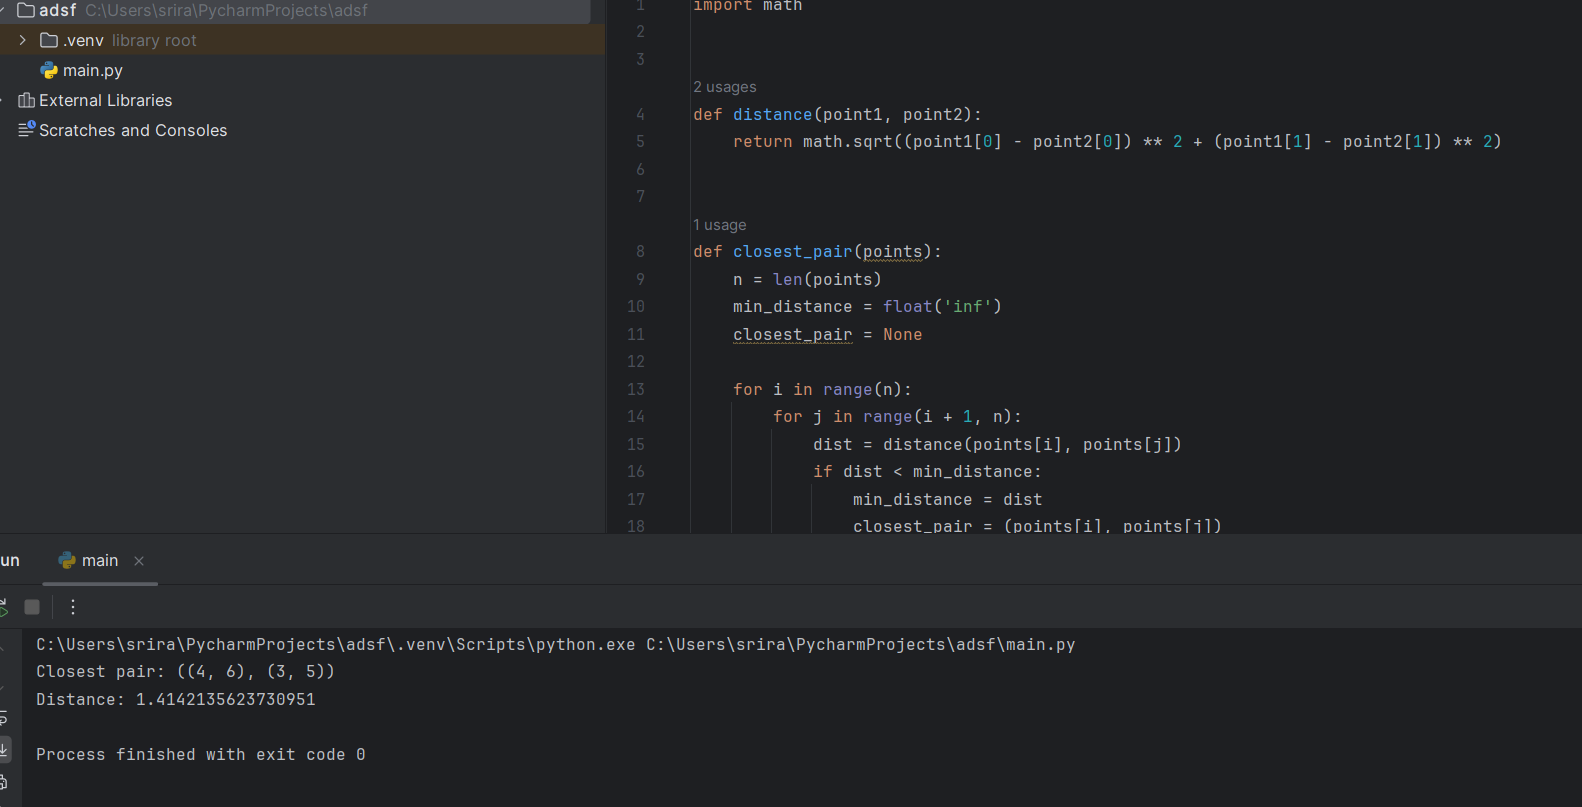 adsf C:\Users\srira\PycharmProjects\adsf
.venv library root
main.py
External Libraries
Scratches and Consoles
1 import math
2
3
2 usages
4 def distance(point1, point2):
5 return math.sqrt((point1[0] - point2[0]) ** 2 + (point1[1] - point2[1]) ** 2)
6
7
1 usage
8 def closest_pair(points):
9 n = len(points)
10 min_distance = float('inf')
11 closest_pair = None
12
13 for i in range(n):
14 for j in range(i + 1, n):
15 dist = distance(points[i], points[j])
16 if dist < min_distance:
17 min_distance = dist
18 closest_pair = (points[i], points[j])
un main
C:\Users\srira\PycharmProjects\adsf\.venv\Scripts\python.exe C:\Users\srira\PycharmProjects\adsf\main.py
Closest pair: ((4, 6), (3, 5))
Distance: 1.4142135623730951
Process finished with exit code 0